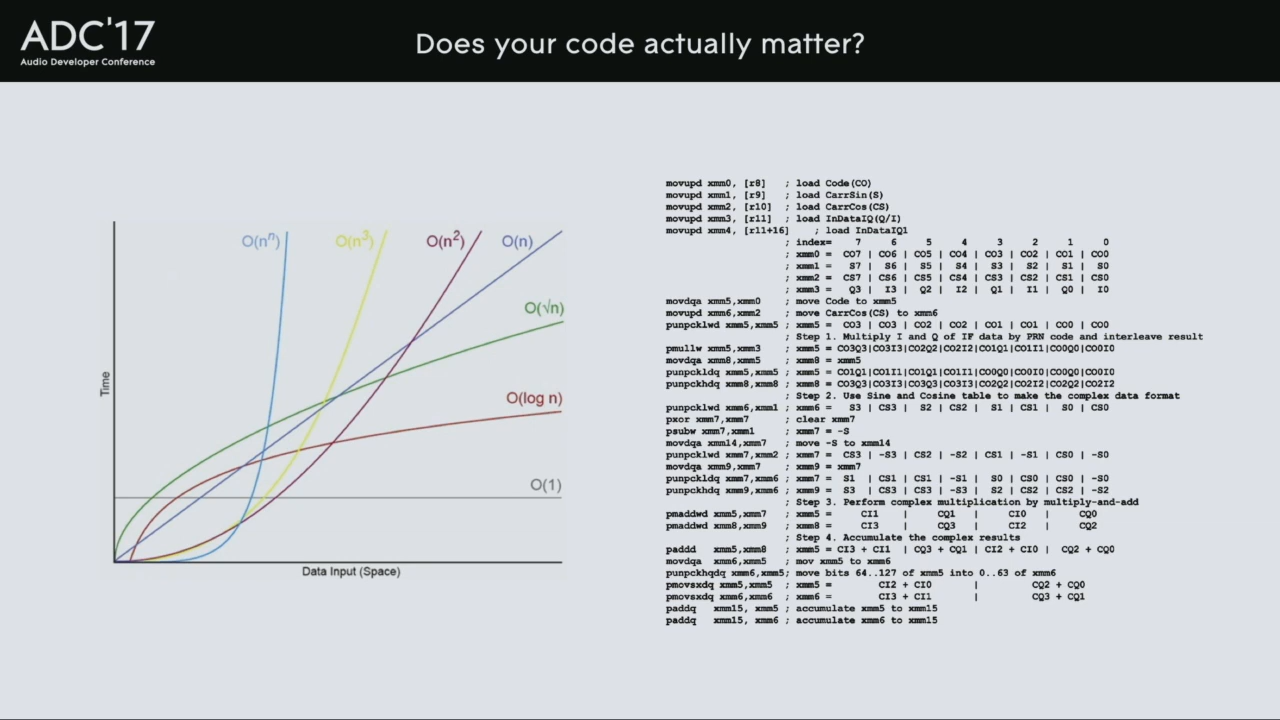 ADC'17
Audio Developer Conference
Does your code actually matter?
O(nⁿ)
O(n³)
O(n²)
O(n)
O(√n)
O(log n)
O(1)
Time
Data Input (Space)
movupd xmm0, [r8] ; load Code(CO)
movupd xmm1, [r9] ; load CarrSin(S)
movupd xmm2, [r10] ; load CarrCos(CS)
movupd xmm3, [r11] ; load InDataIQ(Q/I)
movupd xmm4, [r11+16] ; load InDataIQ1
; index= 7 6 5 4 3 2 1 0
; xmm0 = CO7 | CO6 | CO5 | CO4 | CO3 | CO2 | CO1 | CO0
; xmm1 = S7 | S6 | S5 | S4 | S3 | S2 | S1 | S0
; xmm2 = CS7 | CS6 | CS5 | CS4 | CS3 | CS2 | CS1 | CS0
; xmm3 = Q3 | I3 | Q2 | I2 | Q1 | I1 | Q0 | I0
movdqa xmm5,xmm0 ; move Code to xmm5
movupd xmm6,xmm2 ; move CarrCos(CS) to xmm6
punpcklwd xmm5,xmm5 ; xmm5 = CO3 | CO3 | CO2 | CO2 | CO1 | CO1 | CO0 | CO0
; Step 1. Multiply I and Q of IF data by PRN code and interleave result
pmullw xmm5,xmm3 ; xmm5 = CO3Q3|CO3I3|CO2Q2|CO2I2|CO1Q1|CO1I1|CO0Q0|CO0I0
movdqa xmm8,xmm5 ; xmm8 = xmm5
punpckldq xmm5,xmm5 ; xmm5 = CO1Q1|CO1I1|CO1Q1|CO1I1|CO0Q0|CO0I0|CO0Q0|CO0I0
punpckhdq xmm8,xmm8 ; xmm8 = CO3Q3|CO3I3|CO3Q3|CO3I3|CO2Q2|CO2I2|CO2Q2|CO2I2
; Step 2. Use Sine and Cosine table to make the complex data format
punpcklwd xmm6,xmm1 ; xmm6 = S3 | CS3 | S2 | CS2 | S1 | CS1 | S0 | CS0
pxor xmm7,xmm7 ; clear xmm7
psubw xmm7,xmm1 ; xmm7 = -S
movdqa xmm14,xmm7 ; move -S to xmm14
punpcklwd xmm7,xmm2 ; xmm7 = CS3 | -S3 | CS2 | -S2 | CS1 | -S1 | CS0 | -S0
movdqa xmm9,xmm7 ; xmm9 = xmm7
punpckldq xmm7,xmm6 ; xmm7 = S1 | CS1 | CS1 | -S1 | S0 | CS0 | CS0 | -S0
punpckhdq xmm9,xmm6 ; xmm9 = S3 | CS3 | CS3 | -S3 | S2 | CS2 | CS2 | -S2
; Step 3. Perform complex multiplication by multiply-and-add
pmaddwd xmm5,xmm7 ; xmm5 = CI1 | CQ1 | CI0 | CQ0
pmaddwd xmm8,xmm9 ; xmm8 = CI3 | CQ3 | CI2 | CQ2
; Step 4. Accumulate the complex results
paddd xmm5,xmm8 ; xmm5 = CI3 + CI1 | CQ3 + CQ1 | CI2 + CI0 | CQ2 + CQ0
movdqa xmm6,xmm5 ; mov xmm5 to xmm6
punpckhqdq xmm6,xmm5; move bits 64..127 of xmm5 into 0..63 of xmm6
pmovsxdq xmm5,xmm5 ; xmm5 = CI2 + CI0 | CQ2 + CQ0
pmovsxdq xmm6,xmm6 ; xmm6 = CI3 + CI1 | CQ3 + CQ1
paddq xmm15, xmm5 ; accumulate xmm5 to xmm15
paddq xmm15, xmm6 ; accumulate xmm6 to xmm15